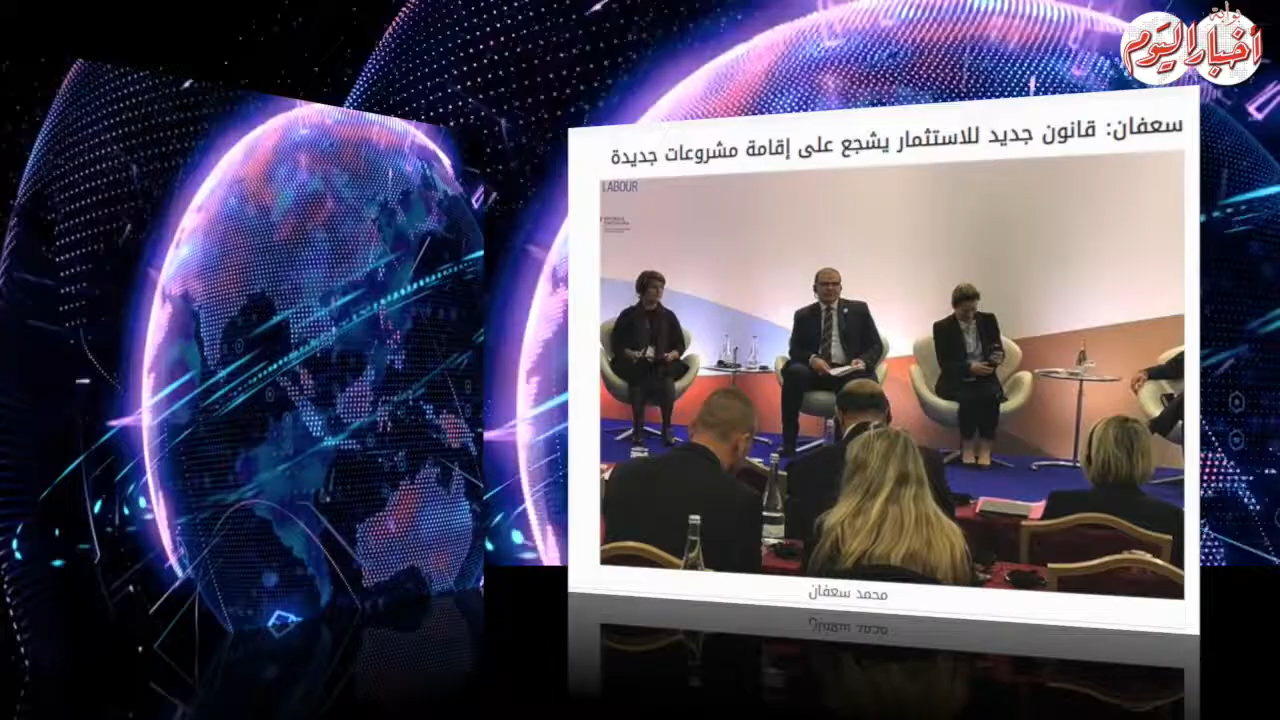 بوابة
أخبار اليوم
سعفان: قانون جديد للاستثمار يشجع على إقامة مشروعات جديدة
LABOUR
محمد سعفان